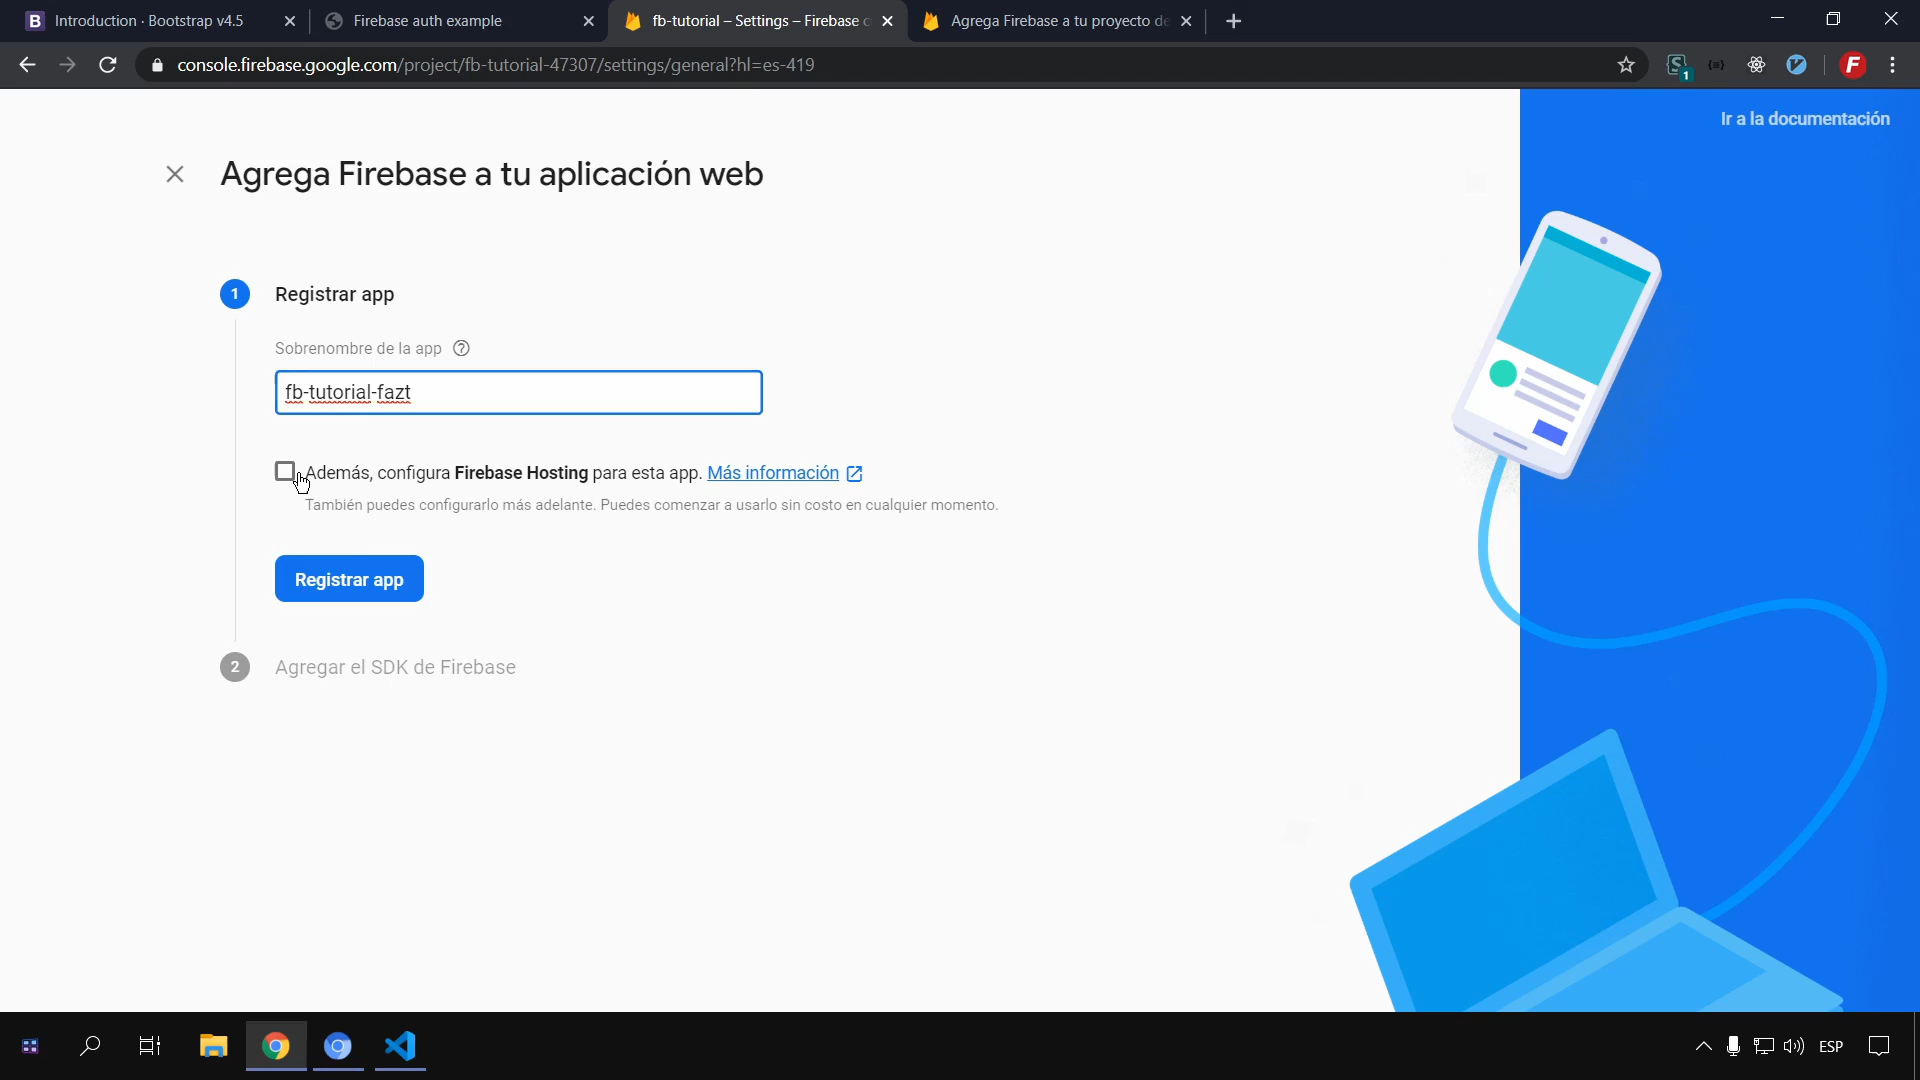 Introduction · Bootstrap v4.5
Firebase auth example
fb-tutorial – Settings – Firebase c
Agrega Firebase a tu proyecto de
console.firebase.google.com/project/fb-tutorial-47307/settings/general?hl=es-419
Ir a la documentación
Agrega Firebase a tu aplicación web
1 Registrar app
Sobrenombre de la app
fb-tutorial-fazt
Además, configura Firebase Hosting para esta app. Más información
También puedes configurarlo más adelante. Puedes comenzar a usarlo sin costo en cualquier momento.
Registrar app
2 Agregar el SDK de Firebase
ESP